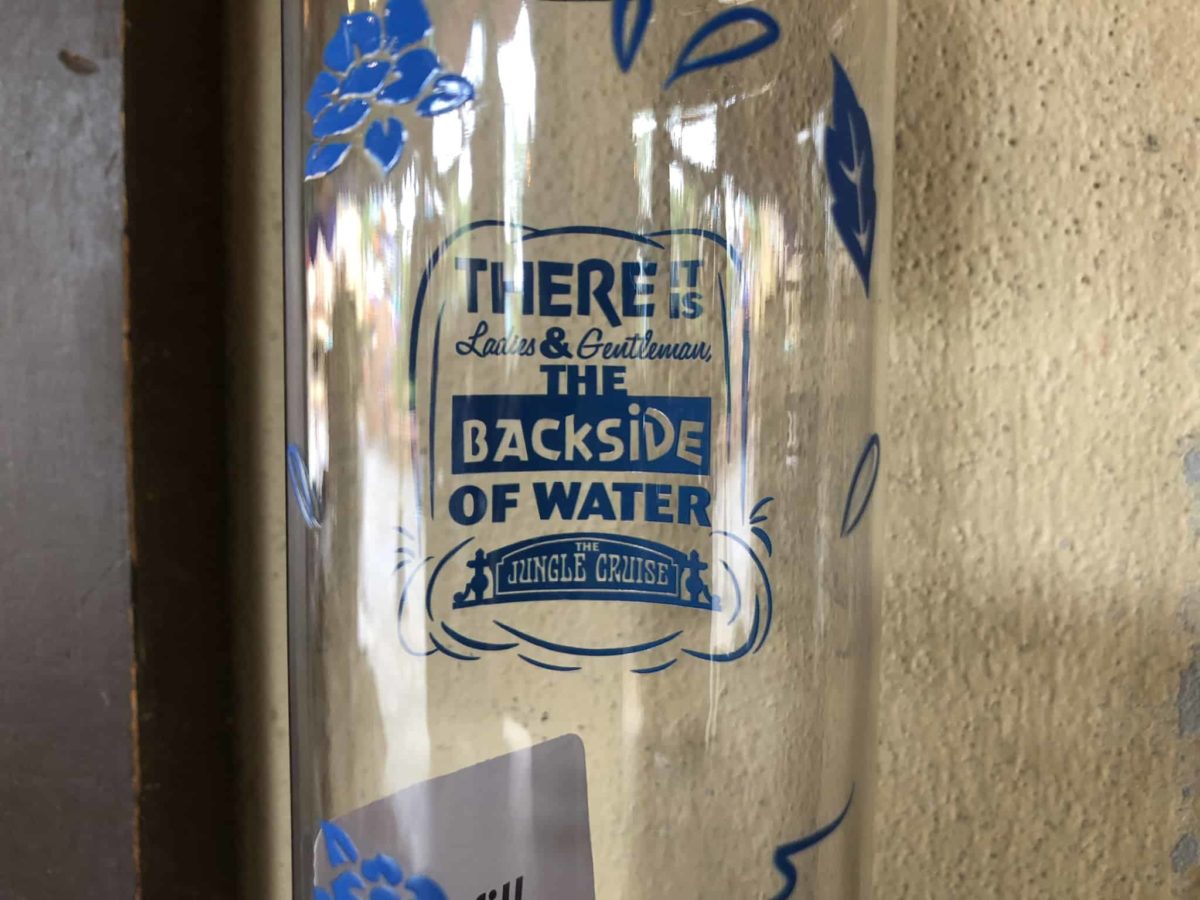 THERE IT IS
Ladies & Gentleman,
THE
BACKSiDE
OF WATER
THE
JUNGLE CRUISE